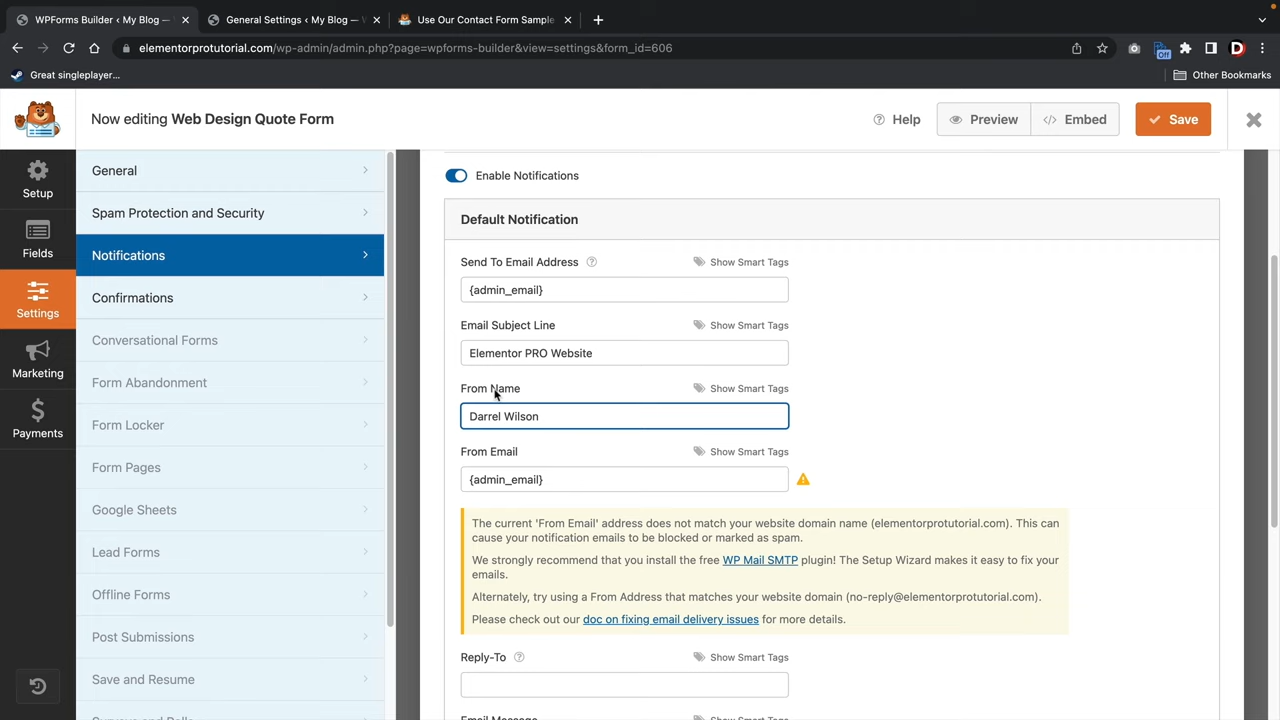 WPForms Builder ‹ My Blog —
General Settings ‹ My Blog —
Use Our Contact Form Sample
elementorprotutorial.com/wp-admin/admin.php?page=wpforms-builder&view=settings&form_id=606
Off
D
Great singleplayer...
Other Bookmarks
Now editing Web Design Quote Form
Help
Preview
Embed
Save
Setup
Fields
Settings
Marketing
Payments
General
Spam Protection and Security
Notifications
Confirmations
Conversational Forms
Form Abandonment
Form Locker
Form Pages
Google Sheets
Lead Forms
Offline Forms
Post Submissions
Save and Resume
Enable Notifications
Default Notification
Send To Email Address Show Smart Tags
{admin_email}
Email Subject Line Show Smart Tags
Elementor PRO Website
From Name Show Smart Tags
Darrel Wilson
From Email Show Smart Tags
{admin_email}
The current 'From Email' address does not match your website domain name (elementorprotutorial.com). This can
cause your notification emails to be blocked or marked as spam.
We strongly recommend that you install the free WP Mail SMTP plugin! The Setup Wizard makes it easy to fix your
emails.
Alternately, try using a From Address that matches your website domain (no-reply@elementorprotutorial.com).
Please check out our doc on fixing email delivery issues for more details.
Reply-To Show Smart Tags
Email Message Show Smart Tags